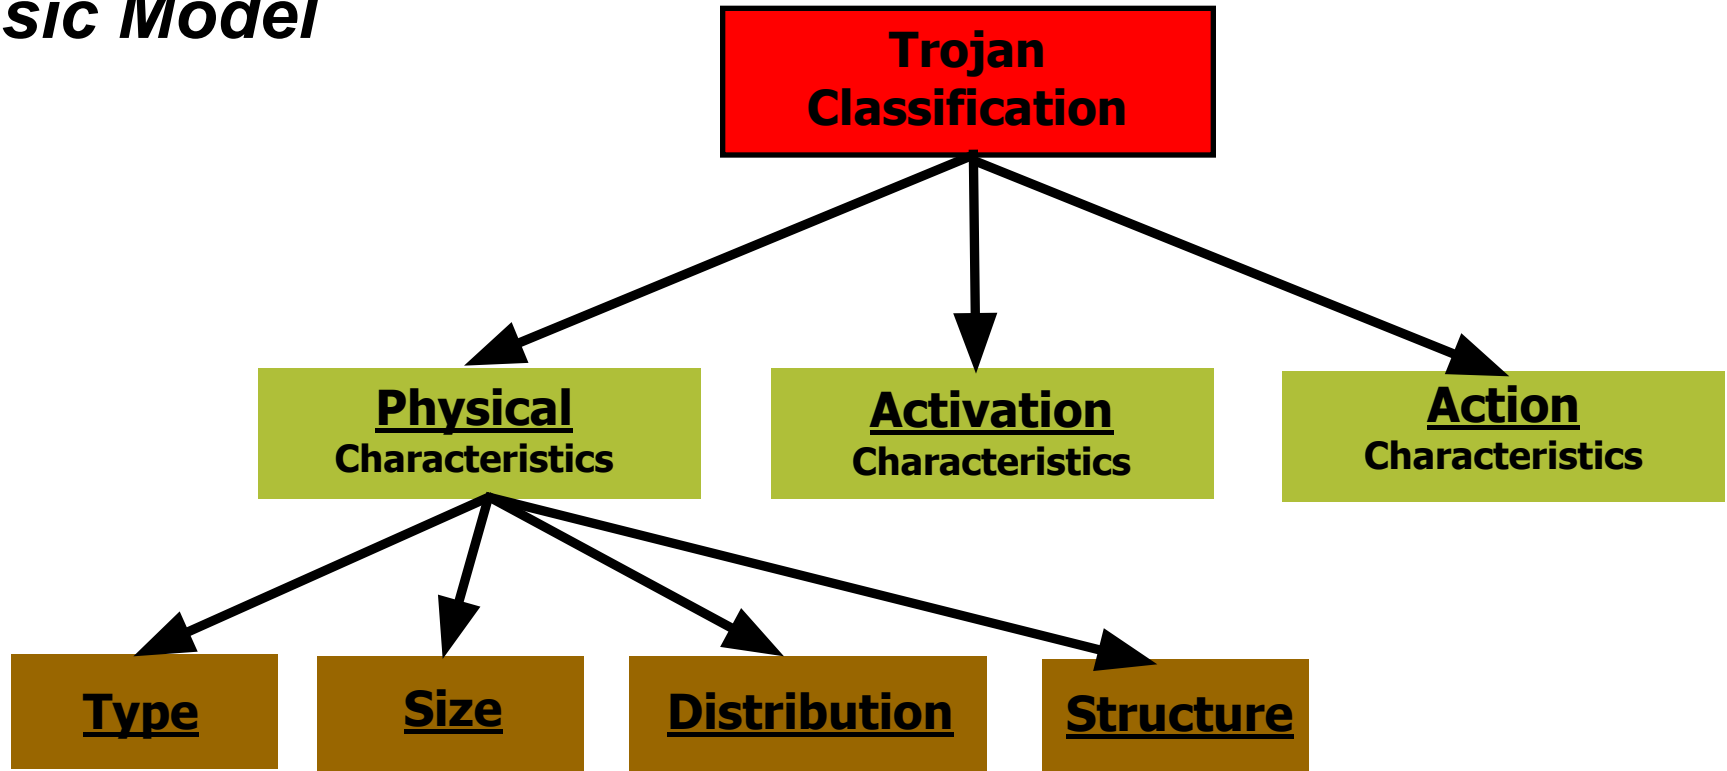 sic Model
Trojan
Classification
Physical
Characteristics
Activation
Characteristics
Action
Characteristics
Type
Size
Distribution
Structure